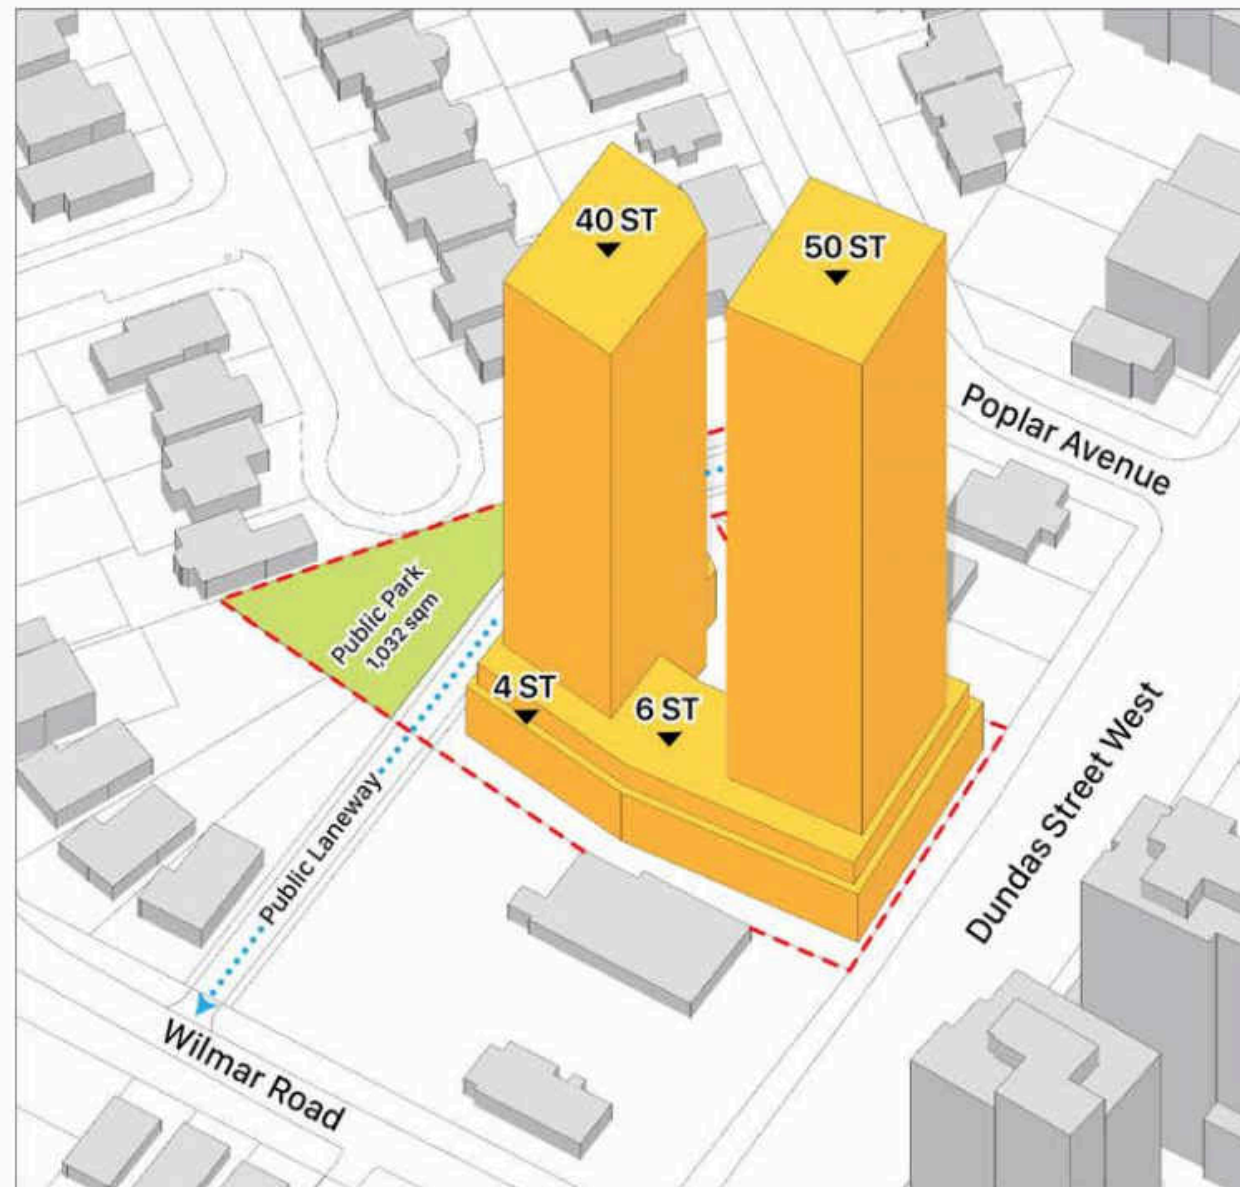 40 ST
50 ST
Poplar Avenue
Public Park
1,032 sqm
4 ST
6 ST
Dundas Street West
Public Laneway
Wilmar Road